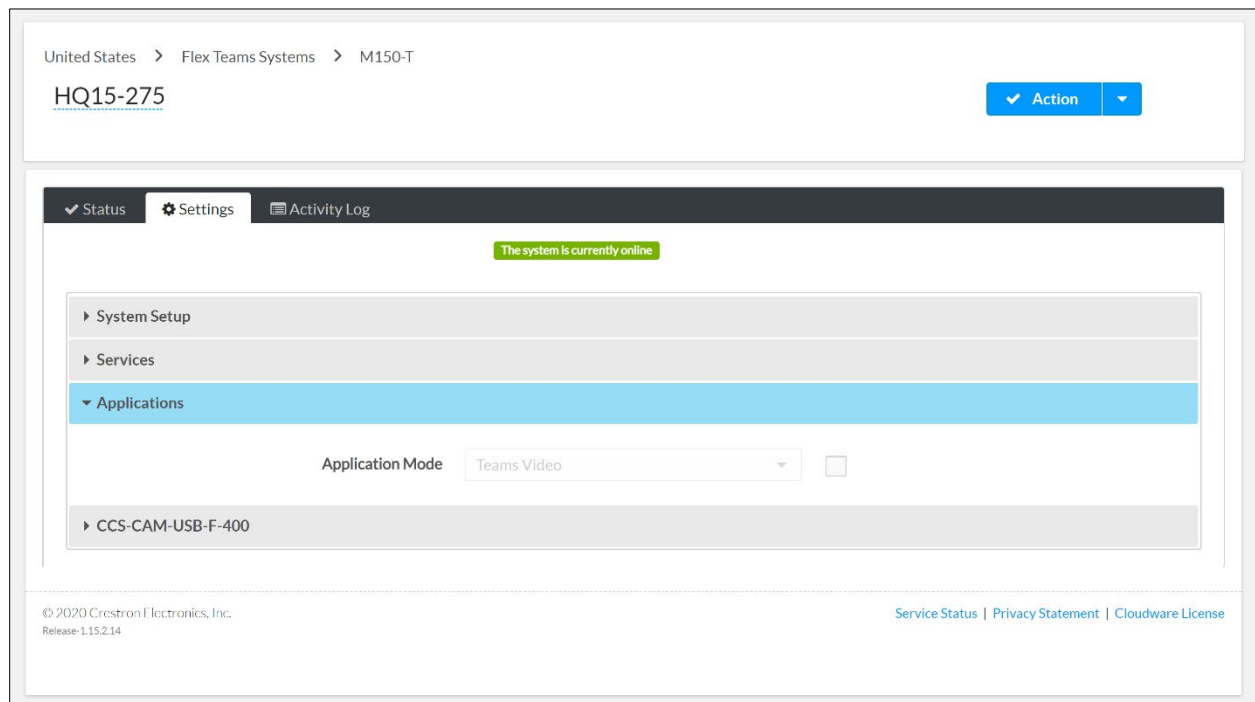 United States > Flex Teams Systems > M150-T
HQ15-275
Action
Status Settings Activity Log
The system is currently online
System Setup
Services
Applications
Application Mode Teams Video
CCS-CAM-USB-F-400
© 2020 Crestron Electronics, Inc.
Service Status | Privacy Statement | Cloudware License
Release-1.15.2.14